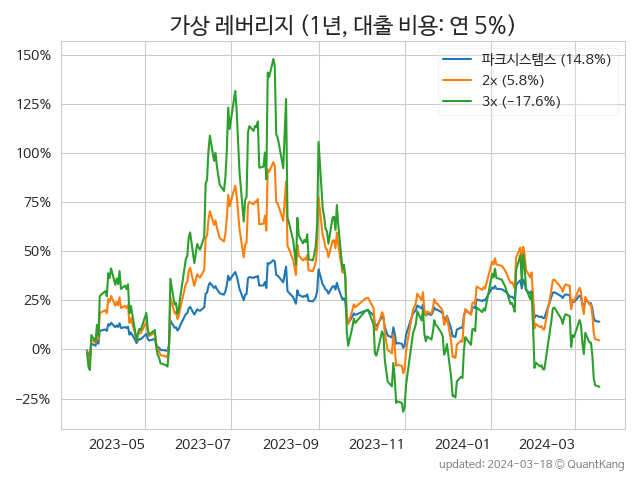 가상 레버리지 (1년, 대출 비용: 연 5%)
150%
125%
100%
75%
50%
25%
0%
−25%
파크시스템스 (14.8%)
2x (5.8%)
3x (−17.6%)
2023-05
2023-07
2023-09
2023-11
2024-01
2024-03
updated: 2024-03-18 © QuantKang